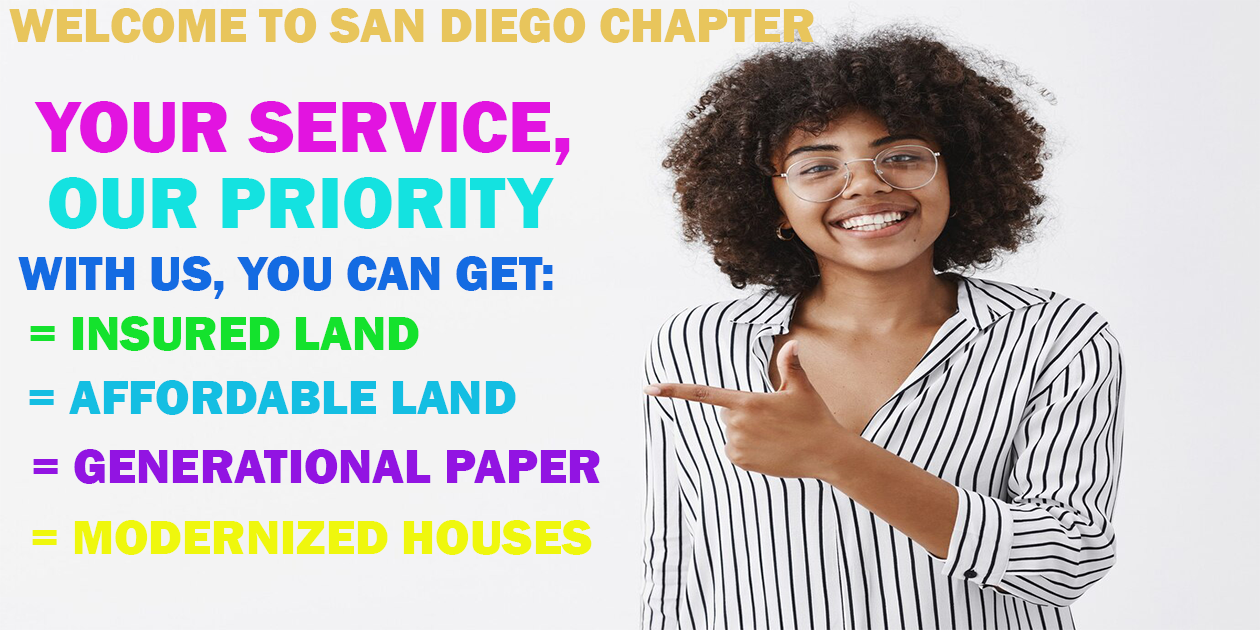 WELCOME TO SAN DIEGO CHAPTER
YOUR SERVICE,
OUR PRIORITY
WITH US, YOU CAN GET:
= INSURED LAND
= AFFORDABLE LAND
= GENERATIONAL PAPER
= MODERNIZED HOUSES